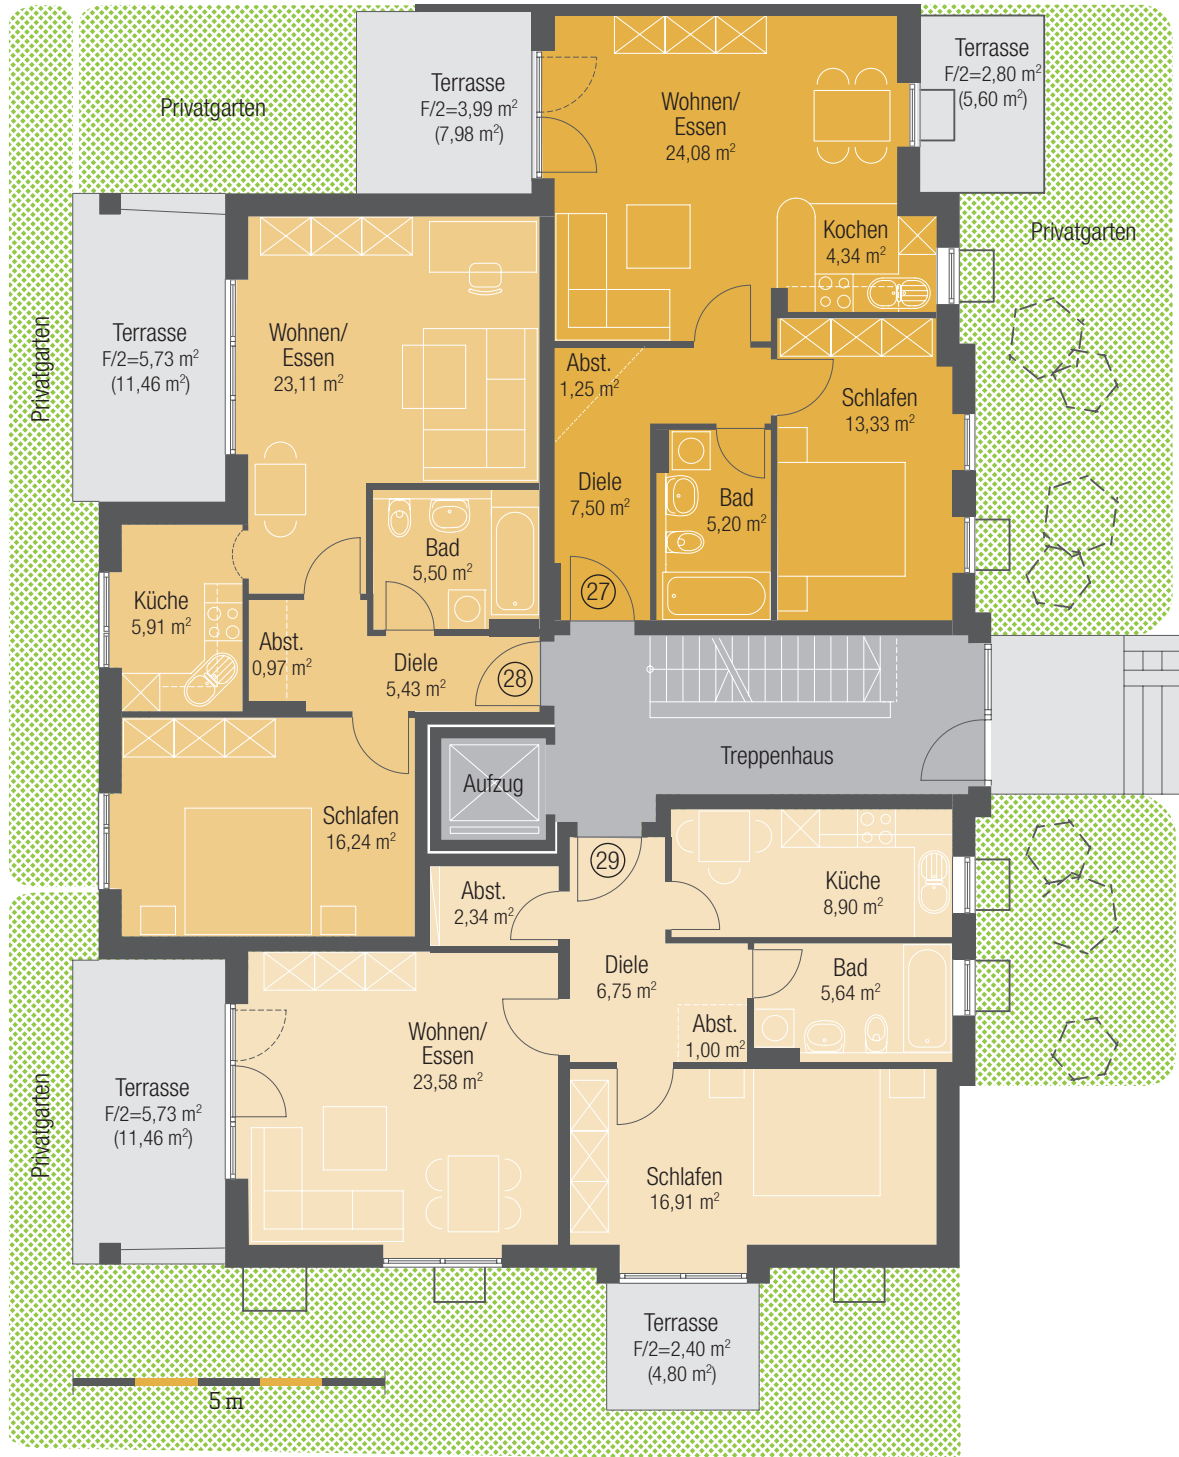 Terrasse
F/2=3,99 m²
(7,98 m²)
Wohnen/
Essen
24,08 m²
Terrasse
F/2=2,80 m²
(5,60 m²)
Privatgarten
Kochen
4,34 m²
Privatgarten
Privatgarten
Terrasse
F/2=5,73 m²
(11,46 m²)
Wohnen/
Essen
23,11 m²
Abst.
1,25 m²
Schlafen
13,33 m²
Diele
7,50 m²
Bad
5,20 m²
Bad
5,50 m²
27
Küche
5,91 m²
Abst.
0,97 m²
Diele
5,43 m²
28
Treppenhaus
Aufzug
Schlafen
16,24 m²
29
Abst.
2,34 m²
Küche
8,90 m²
Diele
6,75 m²
Bad
5,64 m²
Abst.
1,00 m²
Wohnen/
Essen
23,58 m²
Privatgarten
Terrasse
F/2=5,73 m²
(11,46 m²)
Schlafen
16,91 m²
Terrasse
F/2=2,40 m²
(4,80 m²)
5 m